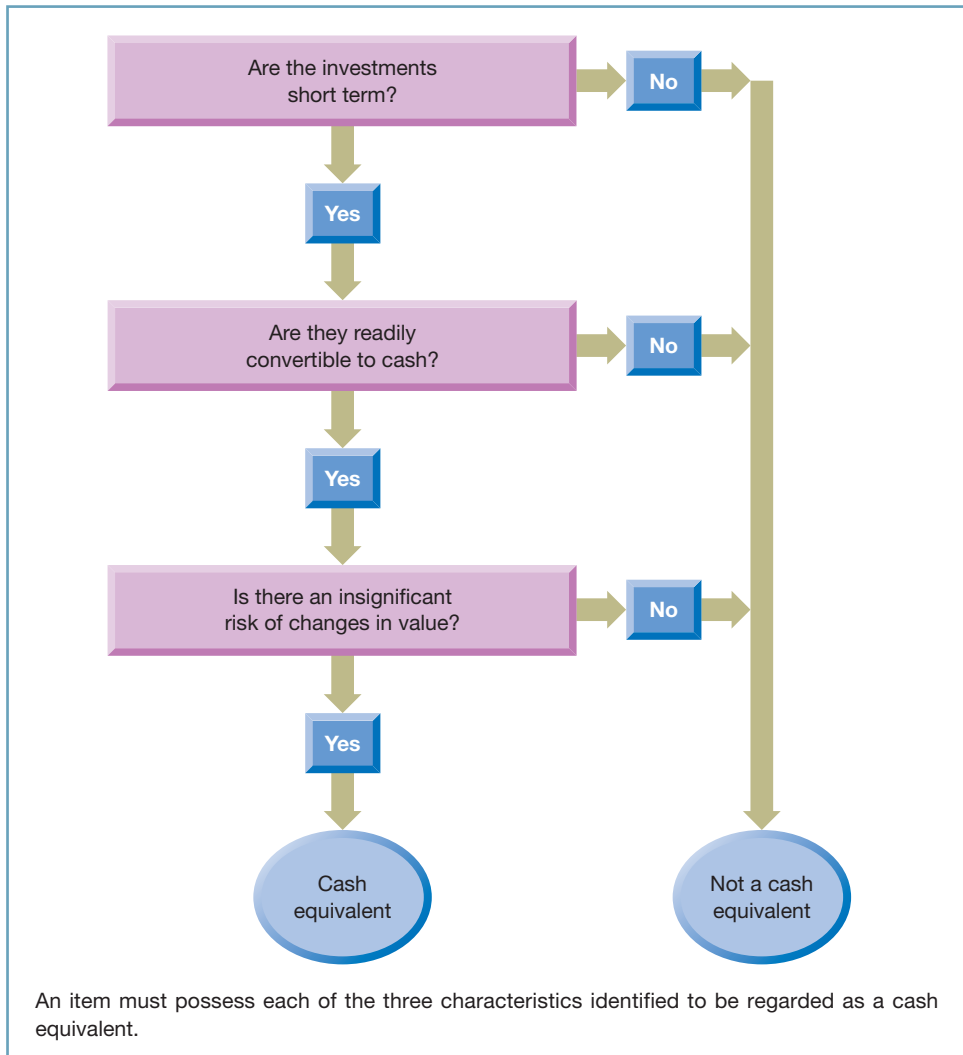 Are the investments
short term?
No
Yes
Are they readily
convertible to cash?
No
Yes
Is there an insignificant
risk of changes in value?
No
Yes
Cash
equivalent
Not a cash
equivalent
An item must possess each of the three characteristics identified to be regarded as a cash
equivalent.